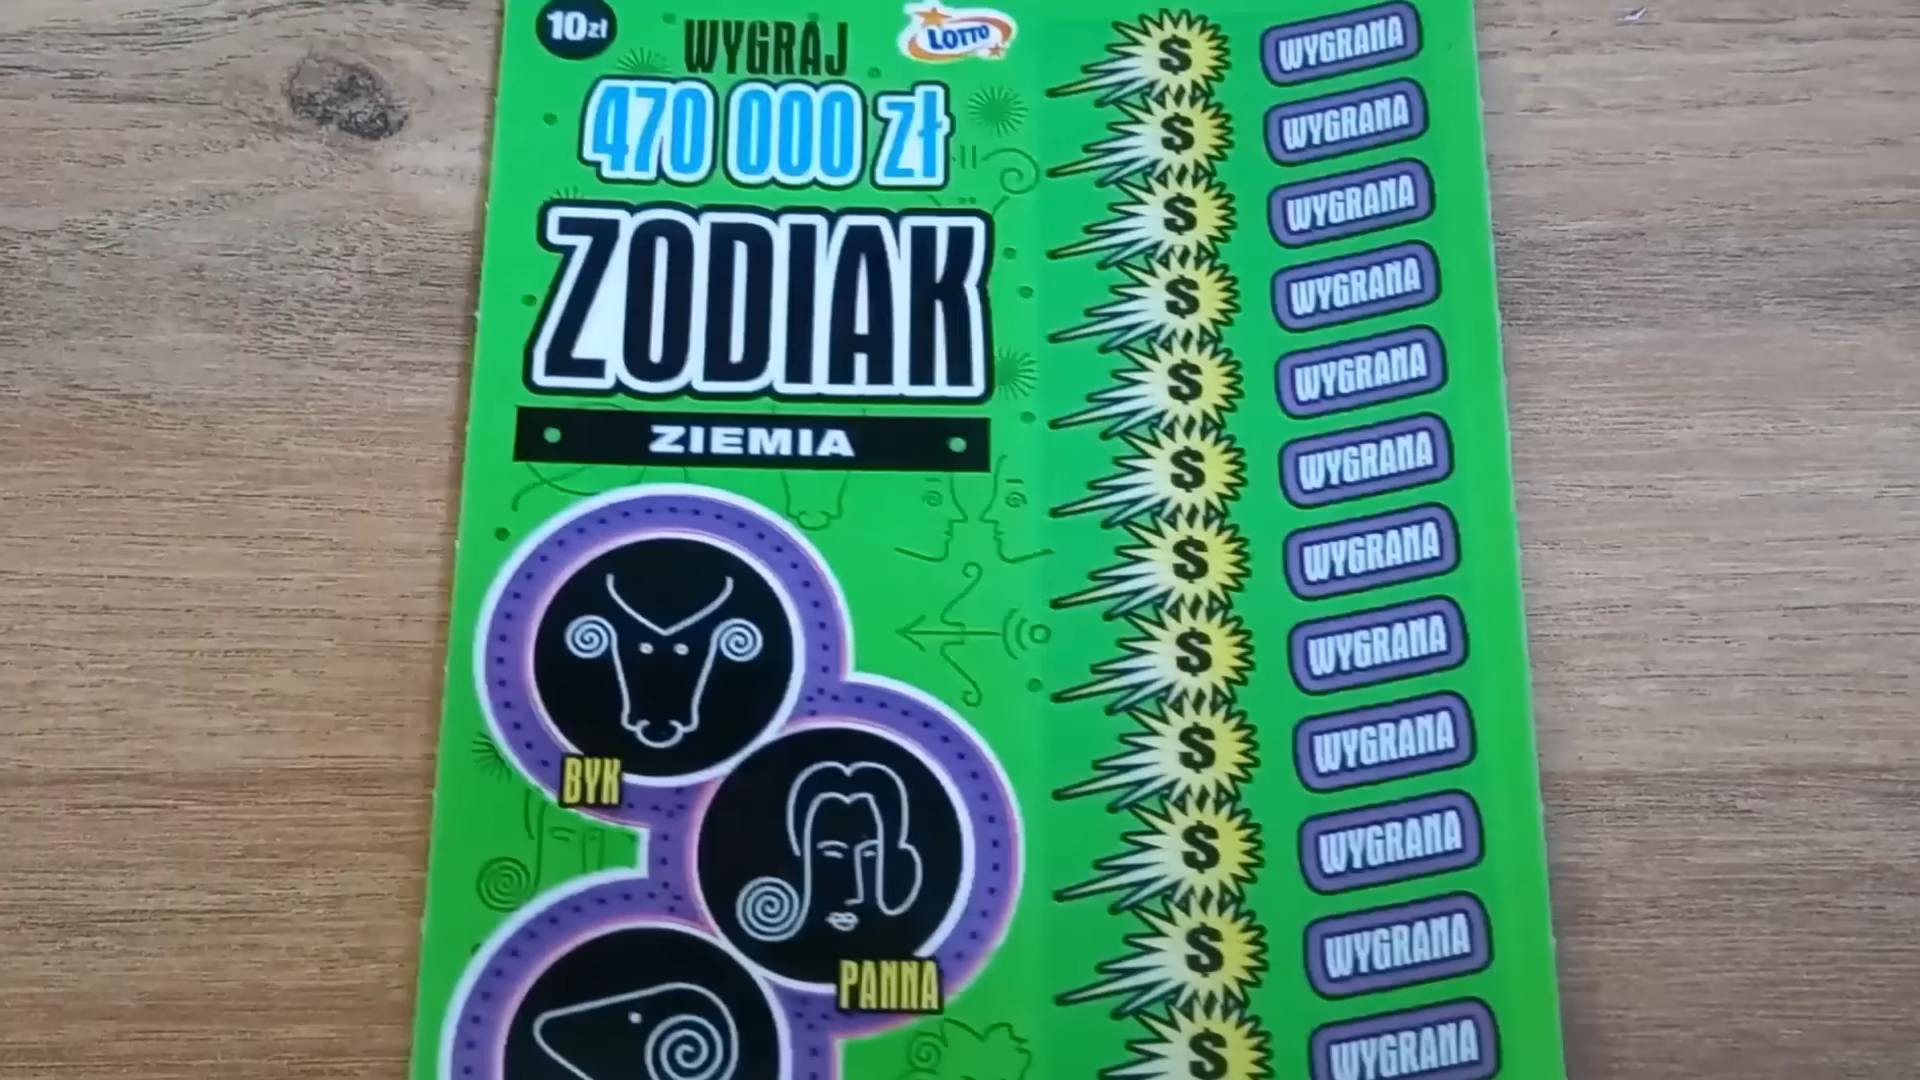 10zł
WYGRAJ
470 000 zł
LOTTO
ZODIAK
ZIEMIA
BYK
PANNA
$ WYGRANA
$ WYGRANA
$ WYGRANA
$ WYGRANA
$ WYGRANA
$ WYGRANA
$ WYGRANA
$ WYGRANA
$ WYGRANA
$ WYGRANA
$ WYGRANA
$ WYGRANA